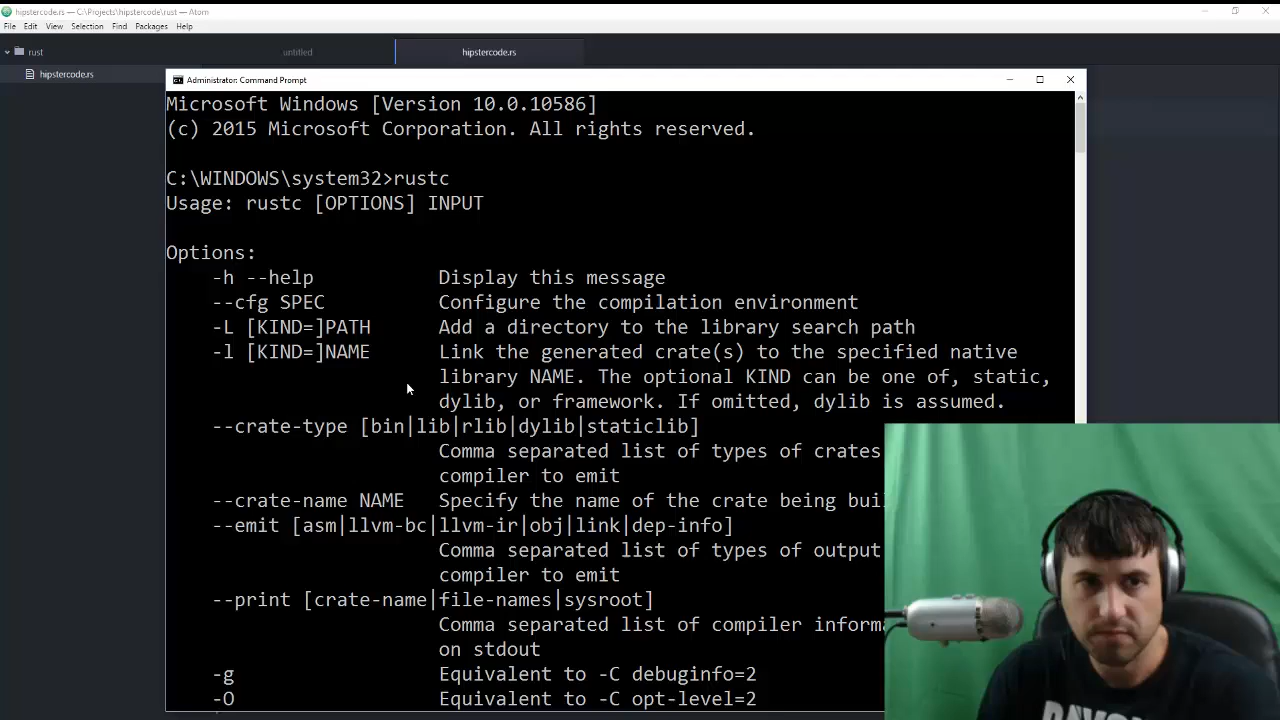 hipstercode.rs — C:\Projects\hipstercode\rust — Atom
File Edit View Selection Find Packages Help
rust
untitled
hipstercode.rs
hipstercode.rs
Administrator: Command Prompt
Microsoft Windows [Version 10.0.10586]
(c) 2015 Microsoft Corporation. All rights reserved.
C:\WINDOWS\system32>rustc
Usage: rustc [OPTIONS] INPUT
Options:
-h --help Display this message
--cfg SPEC Configure the compilation environment
-L [KIND=]PATH Add a directory to the library search path
-l [KIND=]NAME Link the generated crate(s) to the specified native
library NAME. The optional KIND can be one of, static,
dylib, or framework. If omitted, dylib is assumed.
--crate-type [bin|lib|rlib|dylib|staticlib]
Comma separated list of types of crates
compiler to emit
--crate-name NAME Specify the name of the crate being bui
--emit [asm|llvm-bc|llvm-ir|obj|link|dep-info]
Comma separated list of types of output
compiler to emit
--print [crate-name|file-names|sysroot]
Comma separated list of compiler inform
on stdout
-g Equivalent to -C debuginfo=2
-O Equivalent to -C opt-level=2